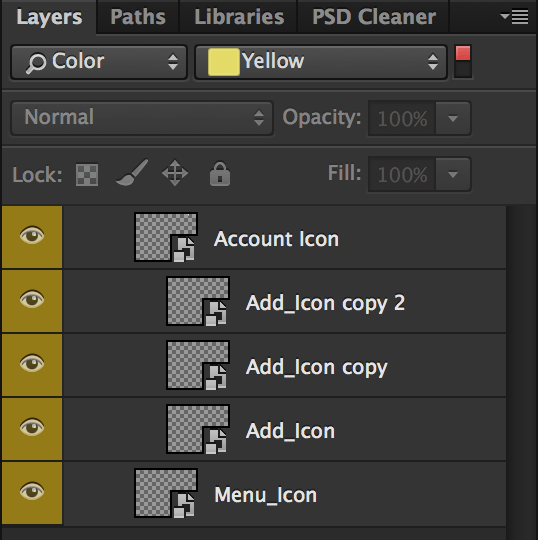 Layers Paths Libraries PSD Cleaner
Color Yellow
Normal Opacity: 100%
Lock: Fill: 100%
Account Icon
Add_Icon copy 2
Add_Icon copy
Add_Icon
Menu_Icon